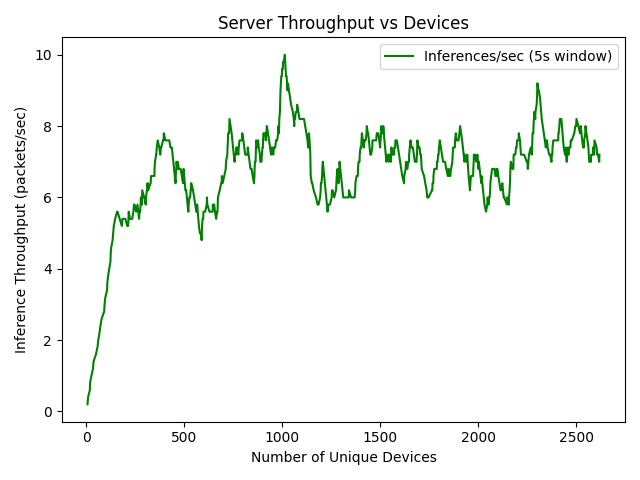 Server Throughput vs Devices
Inferences/sec (5s window)
Inference Throughput (packets/sec)
10
8
6
4
2
0
0 500 1000 1500 2000 2500
Number of Unique Devices